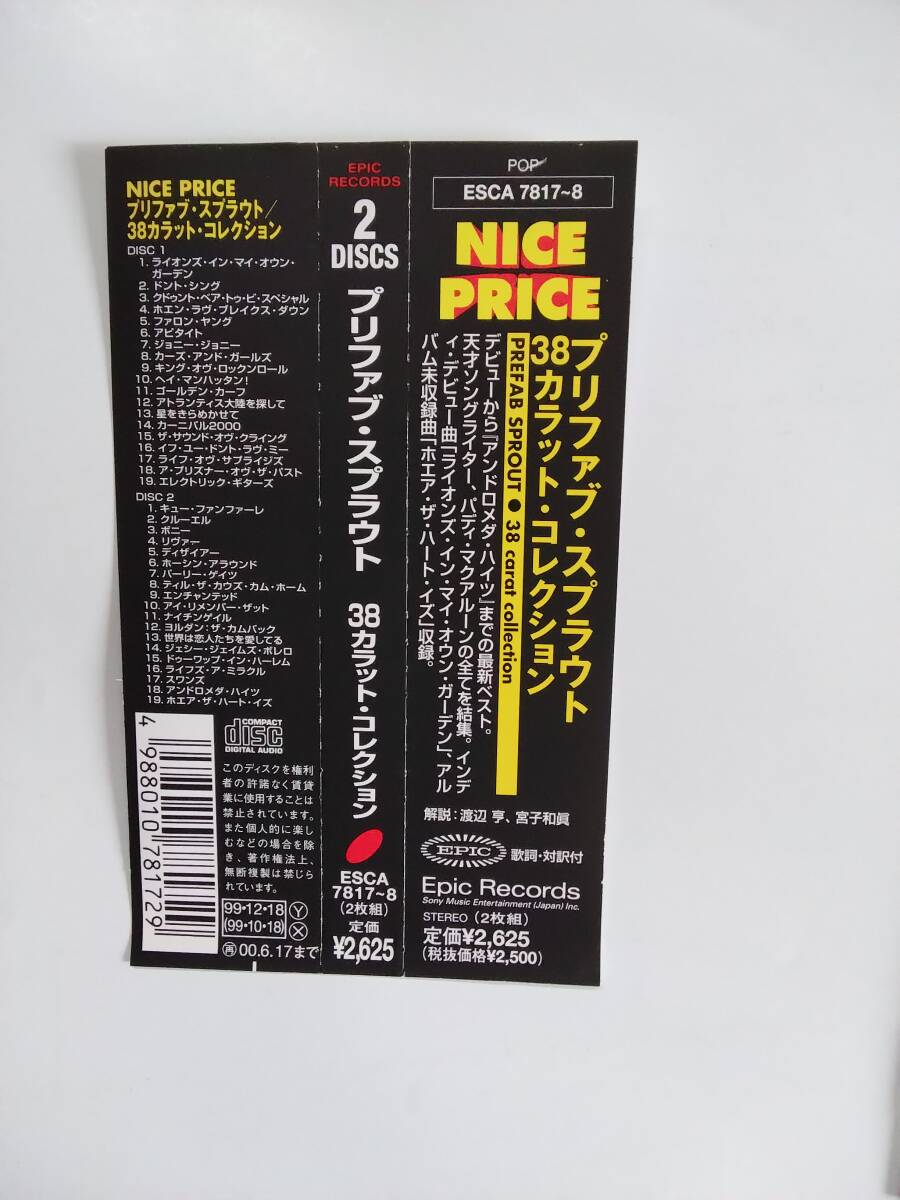 NICE PRICE
プリファブ・スプラウト/
38カラット・コレクション
DISC 1
1. ライオンズ・イン・マイ・オウン・
ガーデン
2. ドント・シング
3. クドゥント・ベア・トゥ・ビ・スペシャル
4. ホエン・ラヴ・ブレイクス・ダウン
5. ファロン・ヤング
6. アピタイト
7. ジョニー・ジョニー
8. カーズ・アンド・ガールズ
9. キング・オヴ・ロックンロール
10. ヘイ・マンハッタン!
11. ゴールデン・カーフ
12. アトランティス大陸を探して
13. 星をきらめかせて
14. カーニバル2000
15. ザ・サウンド・オヴ・クライング
16. イフ・ユー・ドント・ラヴ・ミー
17. ライフ・オヴ・サプライジズ
18. ア・プリズナー・オヴ・ザ・パスト
19. エレクトリック・ギターズ
DISC 2
1. キュー・ファンファーレ
2. クルーエル
3. ボニー
4. リヴァー
5. ディザイアー
6. ホーシン・アラウンド
7. パーリー・ゲイツ
8. ティル・ザ・カウズ・カム・ホーム
9. エンチャンテッド
10. アイ・リメンバー・ザット
11. ナイチンゲイル
12. ヨルダン:ザ・カムバック
13. 世界は恋人たちを愛してる
14. ジェシー・ジェイムズ・ボレロ
15. ドゥーワップ・イン・ハーレム
16. ライフズ・ア・ミラクル
17. スワンズ
18. アンドロメダ・ハイツ
19. ホエア・ザ・ハート・イズ
4 988010 781729
COMPACT
disc
DIGITAL AUDIO
このディスクを権利
者の許諾なく賃貸
業に使用することは
禁止されています。
また個人的に楽し
むなどの場合を除
き、著作権法上、
無断複製は禁じら
れています。
99・12・18 Y
(99・10・18) X
再 00.6.17まで
EPIC
RECORDS
2
DISCS
プリファブ・スプラウト 38カラット・コレクション
ESCA
7817~8
(2枚組)
定価
¥2,625
POP
ESCA 7817~8
NICE
PRICE
プリファブ・スプラウト
38カラット・コレクション
PREFAB SPROUT ● 38 carat collection
デビューから『アンドロメダ・ハイツ』までの最新ベスト。
天才ソングライター、パディ・マクアルーンの全てを結集。インデ
ィ・デビュー曲「ライオンズ・イン・マイ・オウン・ガーデン」、アル
バム未収録曲「ホエア・ザ・ハート・イズ」収録。
解説:渡辺 亨、宮子和眞
EPIC 歌詞・対訳付
Epic Records
Sony Music Entertainment (Japan) Inc.
STEREO (2枚組)
定価¥2,625
(税抜価格¥2,500)